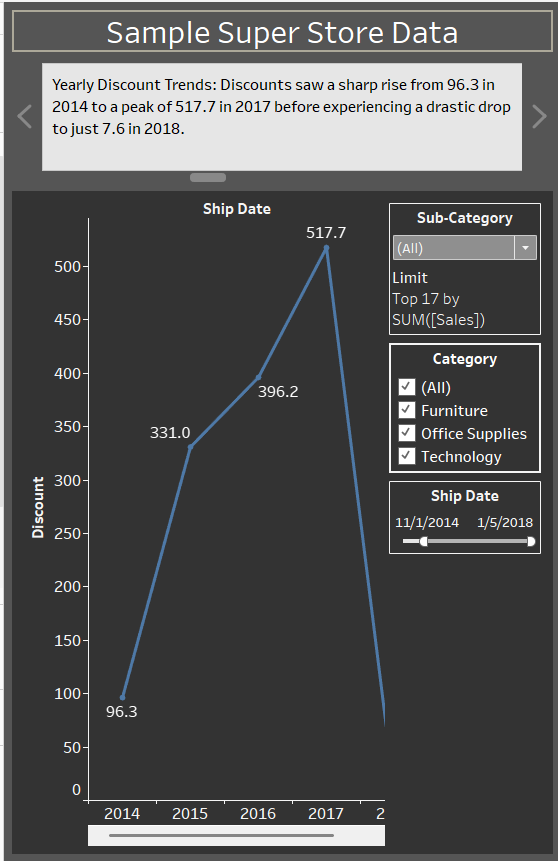 Sample Super Store Data
Yearly Discount Trends: Discounts saw a sharp rise from 96.3 in
2014 to a peak of 517.7 in 2017 before experiencing a drastic drop
to just 7.6 in 2018.
Ship Date
517.7
500
450
400
396.2
350
331.0
300
Discount
250
200
150
100
96.3
50
0
2014 2015 2016 2017 2
Sub-Category
(All)
Limit
Top 17 by
SUM([Sales])
Category
(All)
Furniture
Office Supplies
Technology
Ship Date
11/1/2014 1/5/2018